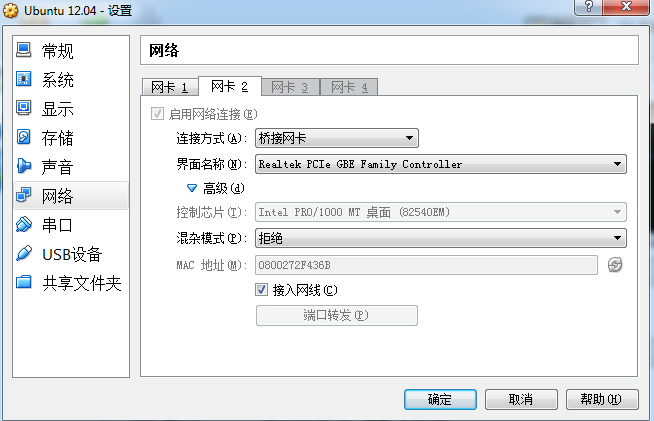 Ubuntu 12.04 - 设置
常规
系统
显示
存储
声音
网络
串口
USB设备
共享文件夹
网络
网卡 1 网卡 2 网卡 3 网卡 4
启用网络连接(E)
连接方式(A): 桥接网卡
界面名称(N): Realtek PCIe GBE Family Controller
高级(d)
控制芯片(T): Intel PRO/1000 MT 桌面 (82540EM)
混杂模式(P): 拒绝
MAC 地址(M): 0800272F436B
接入网线(C)
端口转发(P)
确定 取消 帮助(H)